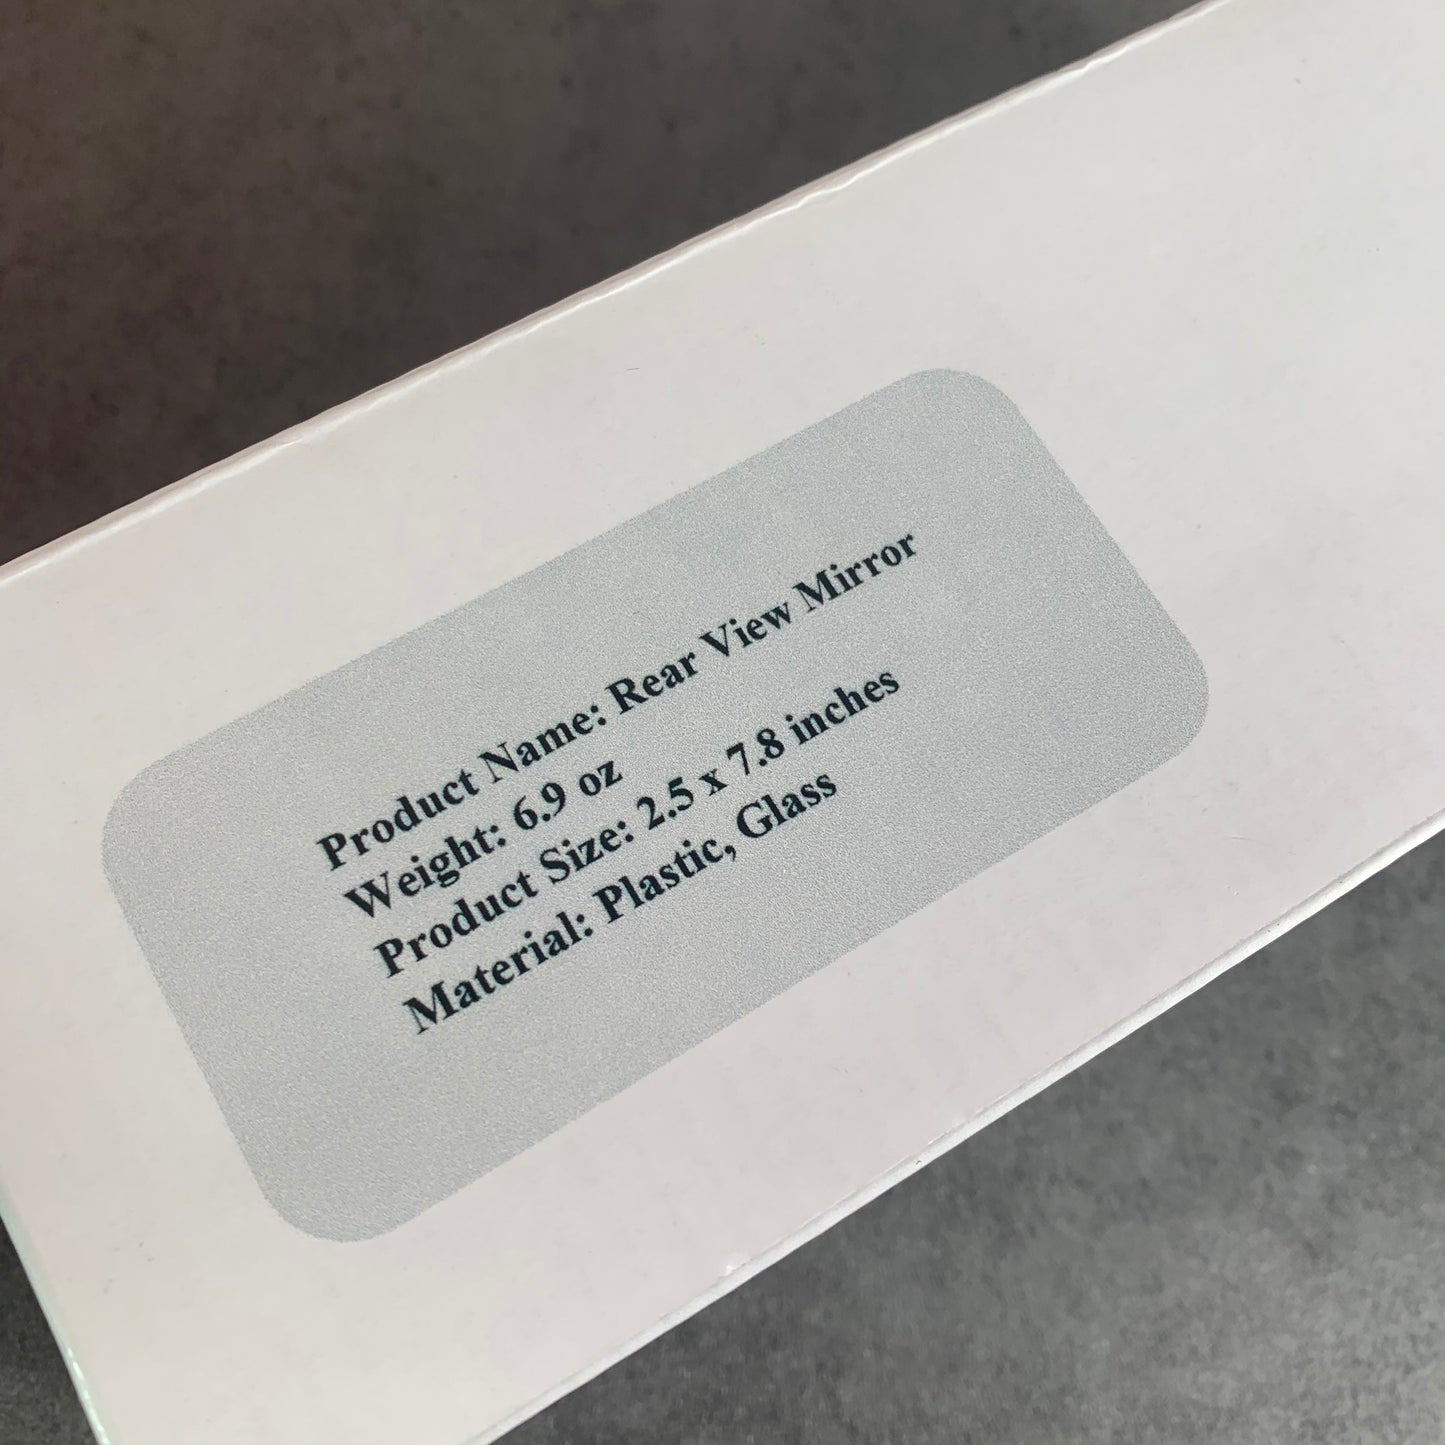 Product Name: Rear View Mirror
Weight: 6.9 oz
Product Size: 2.5 x 7.8 inches
Material: Plastic, Glass